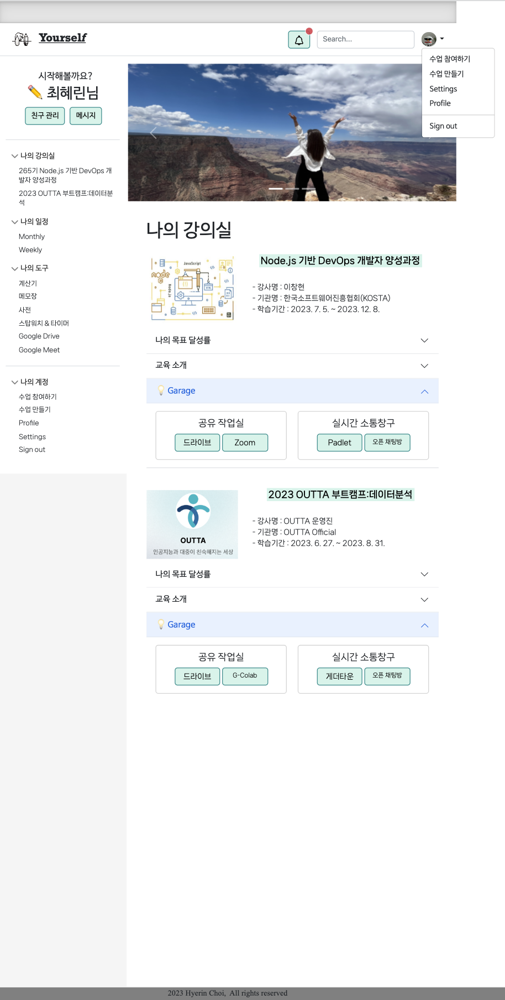 Yourself
Search...
수업 참여하기
수업 만들기
Settings
Profile
Sign out
시작해볼까요?
✏️ 최혜린님
친구 관리
메시지
나의 강의실
265기 Node.js 기반 DevOps 개
발자 양성과정
2023 OUTTA 부트캠프:데이터분
석
나의 일정
Monthly
Weekly
나의 도구
계산기
메모장
사전
스탑워치 & 타이머
Google Drive
Google Meet
나의 계정
수업 참여하기
수업 만들기
Profile
Settings
Sign out
나의 강의실
JavaScript
node
JS
HTML
Node.js 기반 DevOps 개발자 양성과정
- 강사명 : 이창현
- 기관명 : 한국소프트웨어진흥협회(KOSTA)
- 학습기간 : 2023. 7. 5. ~ 2023. 12. 8.
나의 목표 달성률
교육 소개
💡 Garage
공유 작업실
드라이브
Zoom
실시간 소통창구
Padlet
오픈 채팅방
OUTTA
인공지능과 대중이 친숙해지는 세상
2023 OUTTA 부트캠프:데이터분석
- 강사명 : OUTTA 운영진
- 기관명 : OUTTA Official
- 학습기간 : 2023. 6. 27. ~ 2023. 8. 31.
나의 목표 달성률
교육 소개
💡 Garage
공유 작업실
드라이브
G-Colab
실시간 소통창구
게더타운
오픈 채팅방
2023 Hyerin Choi, All rights reserved